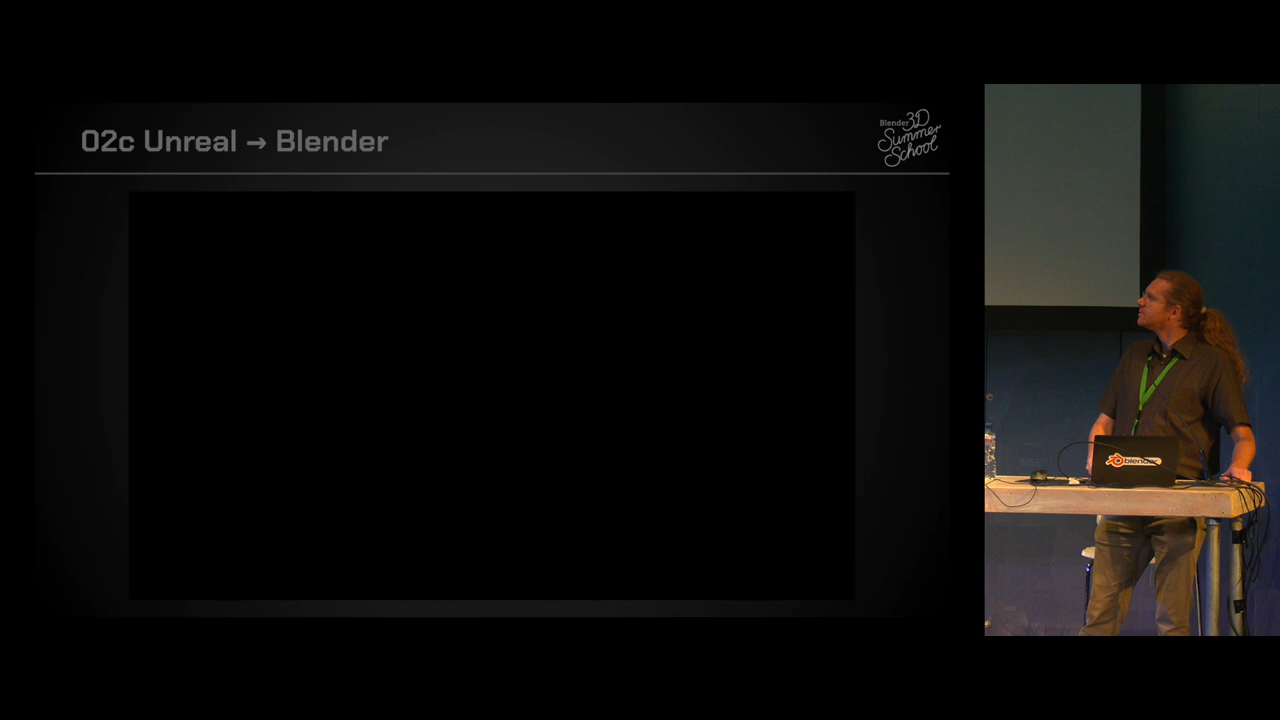 02c Unreal → Blender
Blender 3D
Summer
School
blender